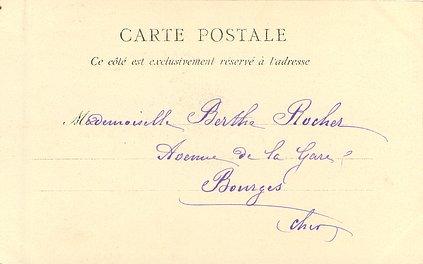 CARTE POSTALE
Ce côté est exclusivement réservé à l'adresse
Mademoiselle Berthe Rocher
Avenue de la Gare
Bourges
Cher